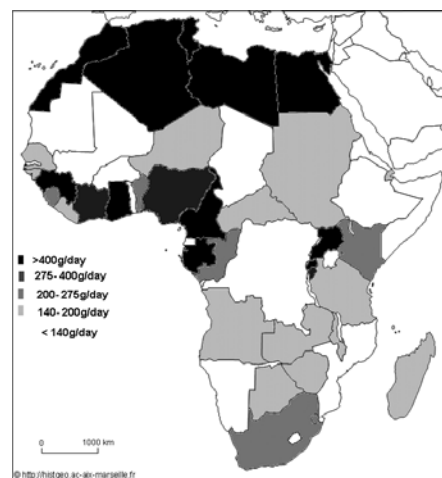 >400g/day
275-400g/day
200-275g/day
140-200g/day
< 140g/day
0 1000 km
© http://histgeo.ac-aix-marseille.fr